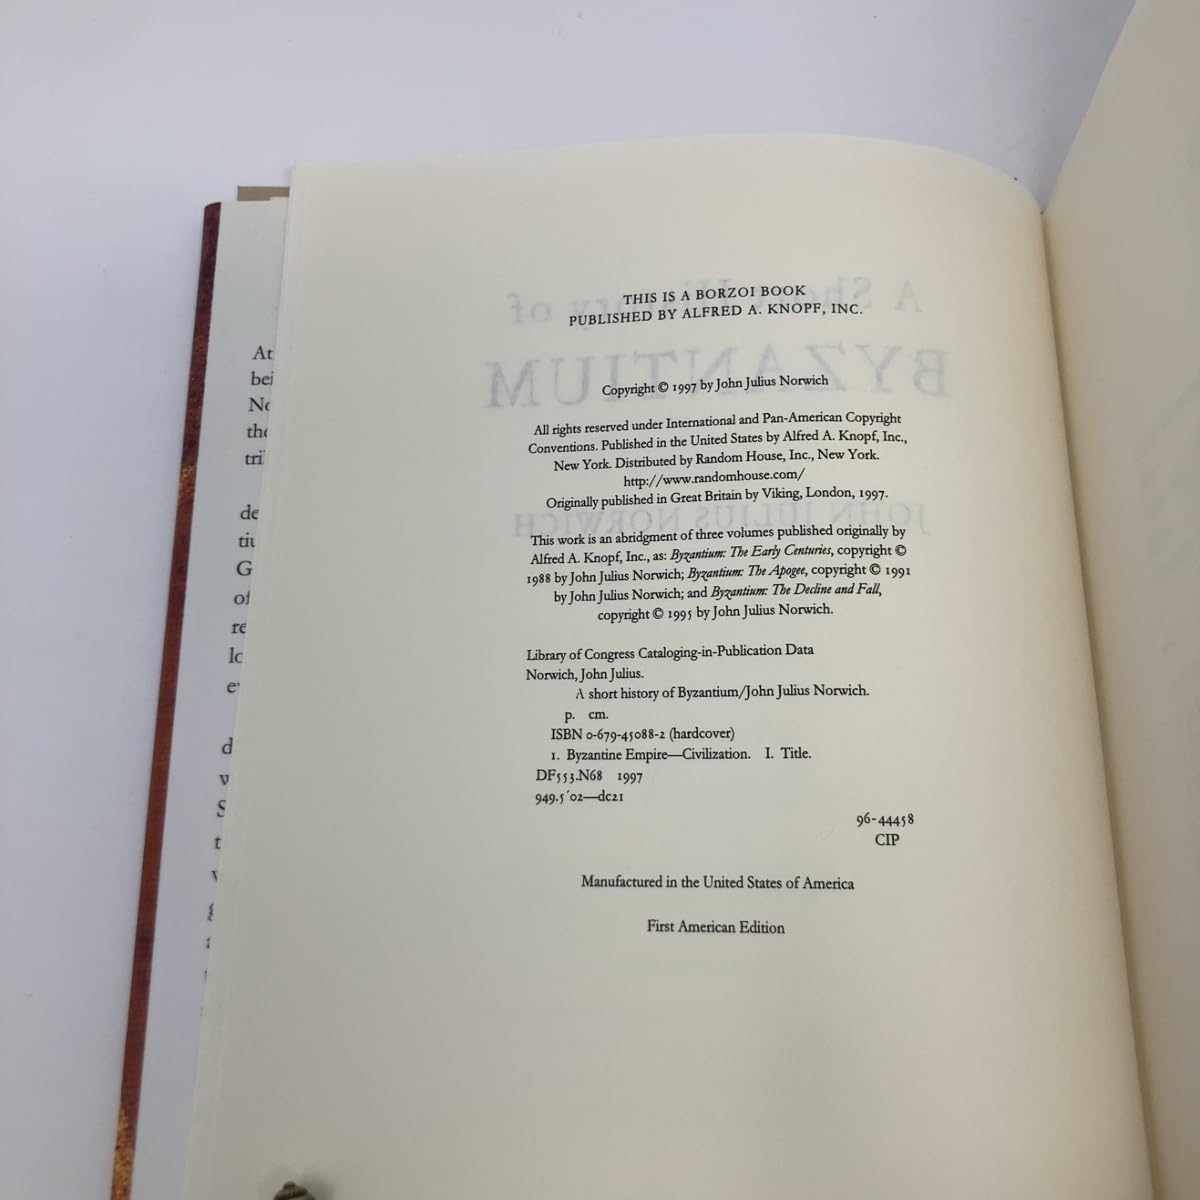 THIS IS A BORZOI BOOK
PUBLISHED BY ALFRED A. KNOPF, INC.
Copyright © 1997 by John Julius Norwich
All rights reserved under International and Pan-American Copyright
Conventions. Published in the United States by Alfred A. Knopf, Inc.,
New York. Distributed by Random House, Inc., New York.
http://www.randomhouse.com/
Originally published in Great Britain by Viking, London, 1997.
This work is an abridgment of three volumes published originally by
Alfred A. Knopf, Inc., as: Byzantium: The Early Centuries, copyright ©
1988 by John Julius Norwich; Byzantium: The Apogee, copyright © 1991
by John Julius Norwich; and Byzantium: The Decline and Fall,
copyright © 1995 by John Julius Norwich.
Library of Congress Cataloging-in-Publication Data
Norwich, John Julius.
A short history of Byzantium/John Julius Norwich.
p. cm.
ISBN 0-679-45088-2 (hardcover)
1. Byzantine Empire—Civilization. I. Title.
DF553.N68 1997
949.5´02—dc21
96-44458
CIP
Manufactured in the United States of America
First American Edition